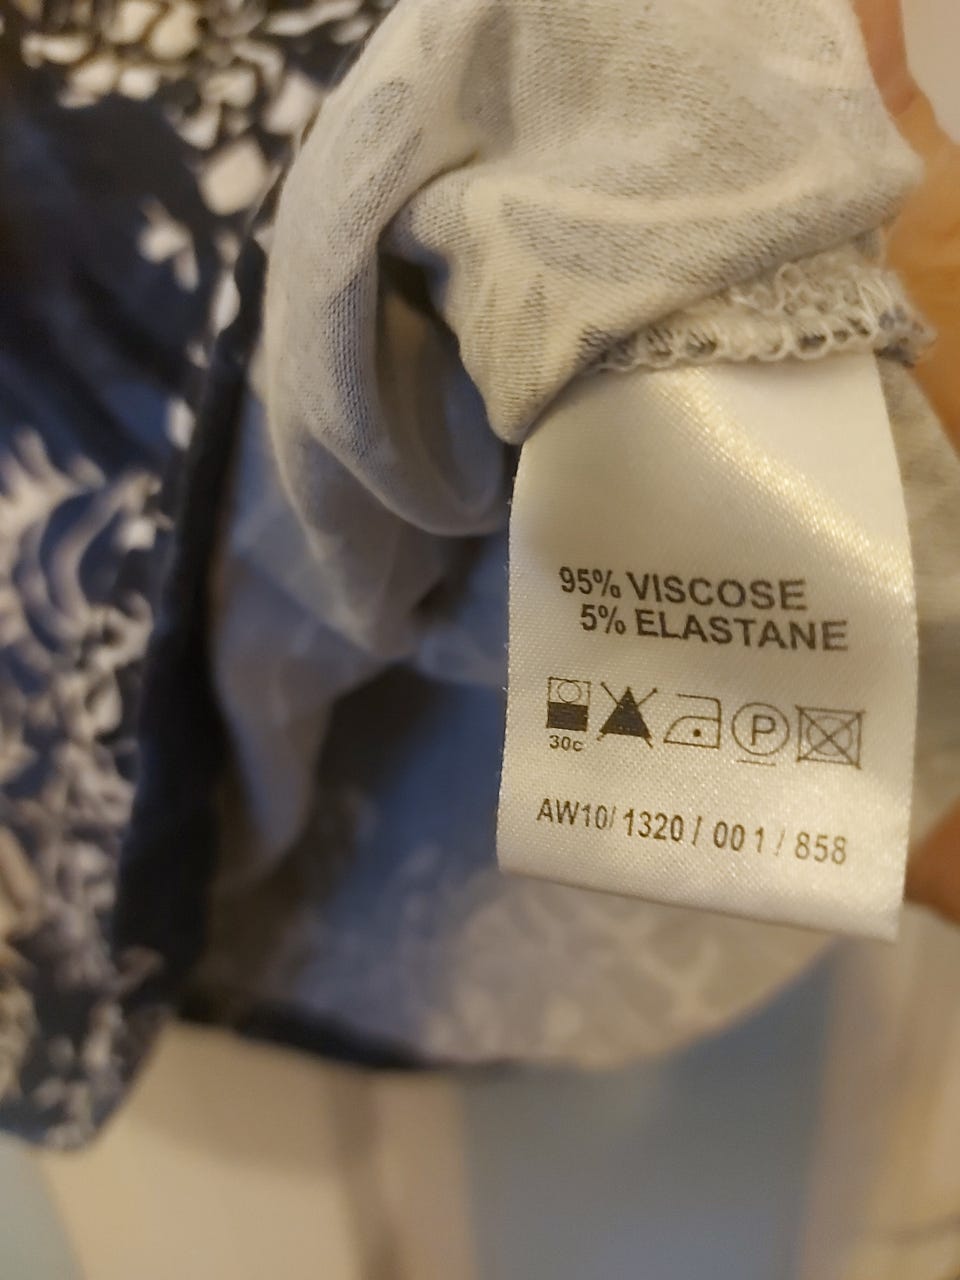 95% VISCOSE
5% ELASTANE
30c
P
AW10/ 1320 / 001 / 858